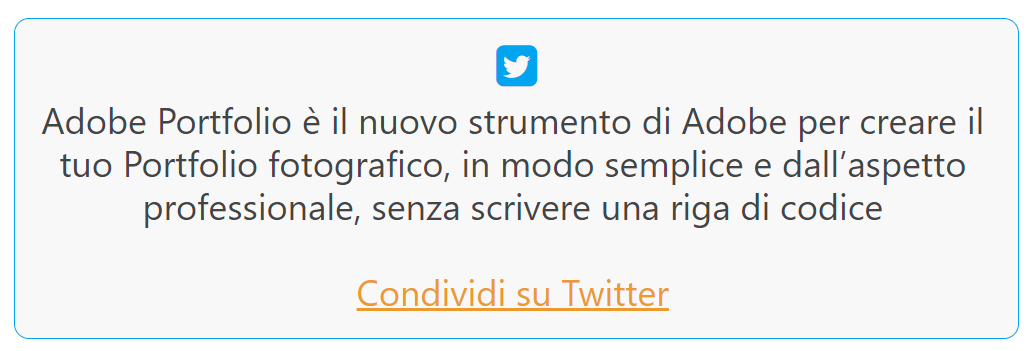 Adobe Portfolio è il nuovo strumento di Adobe per creare il
tuo Portfolio fotografico, in modo semplice e dall’aspetto
professionale, senza scrivere una riga di codice
Condividi su Twitter